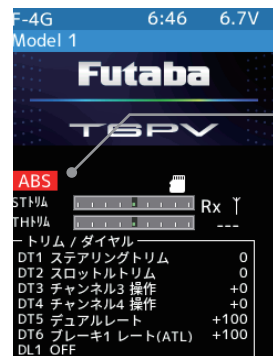 F-4G 6:46 6.7V
Model 1
Futaba
T6PV
ABS
STトリム
Rx
THトリム
---
トリム / ダイヤル
DT1 ステアリングトリム 0
DT2 スロットルトリム 0
DT3 チャンネル3 操作 +0
DT4 チャンネル4 操作 +0
DT5 デュアルレート +100
DT6 ブレーキ1 レート(ATL) +100
DL1 OFF